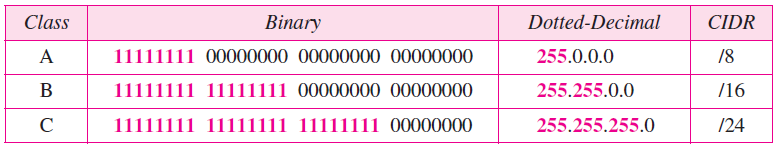 Class Binary Dotted-Decimal CIDR
A 11111111 00000000 00000000 00000000 255.0.0.0 /8
B 11111111 11111111 00000000 00000000 255.255.0.0 /16
C 11111111 11111111 11111111 00000000 255.255.255.0 /24